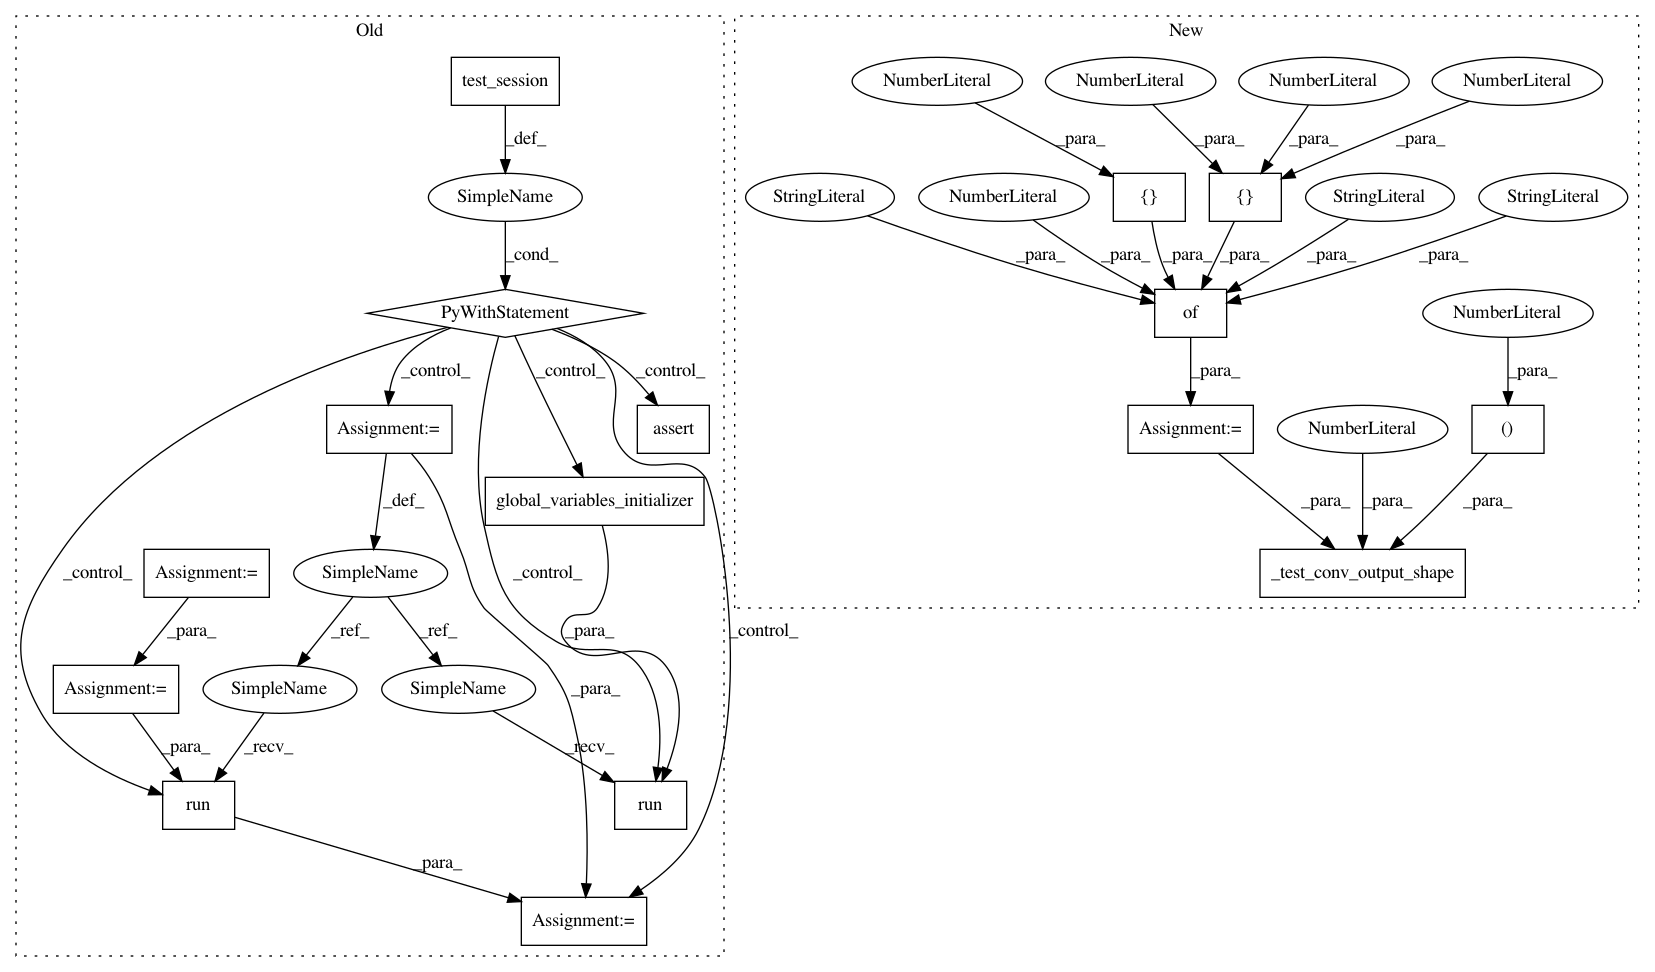 Old
New
test_session
NumberLiteral
NumberLiteral
NumberLiteral
NumberLiteral
_def_
_para_
_para_
_para_
_para_
SimpleName
StringLiteral
NumberLiteral
{}
{}
StringLiteral
StringLiteral
_cond_
_para_
_para_
_para_
_para_
_para_
_para_
PyWithStatement
of
NumberLiteral
_control_
_control_
_control_
_para_
_para_
Assignment:=
assert
Assignment:=
NumberLiteral
()
_def_
global_variables_initializer
_para_
_para_
_para_
_control_
Assignment:=
SimpleName
_control_
_test_conv_output_shape
_para_
_ref_
_ref_
_para_
_control_
Assignment:=
SimpleName
SimpleName
_para_
_para_
_recv_
_recv_
run
run
_para_
Assignment:=